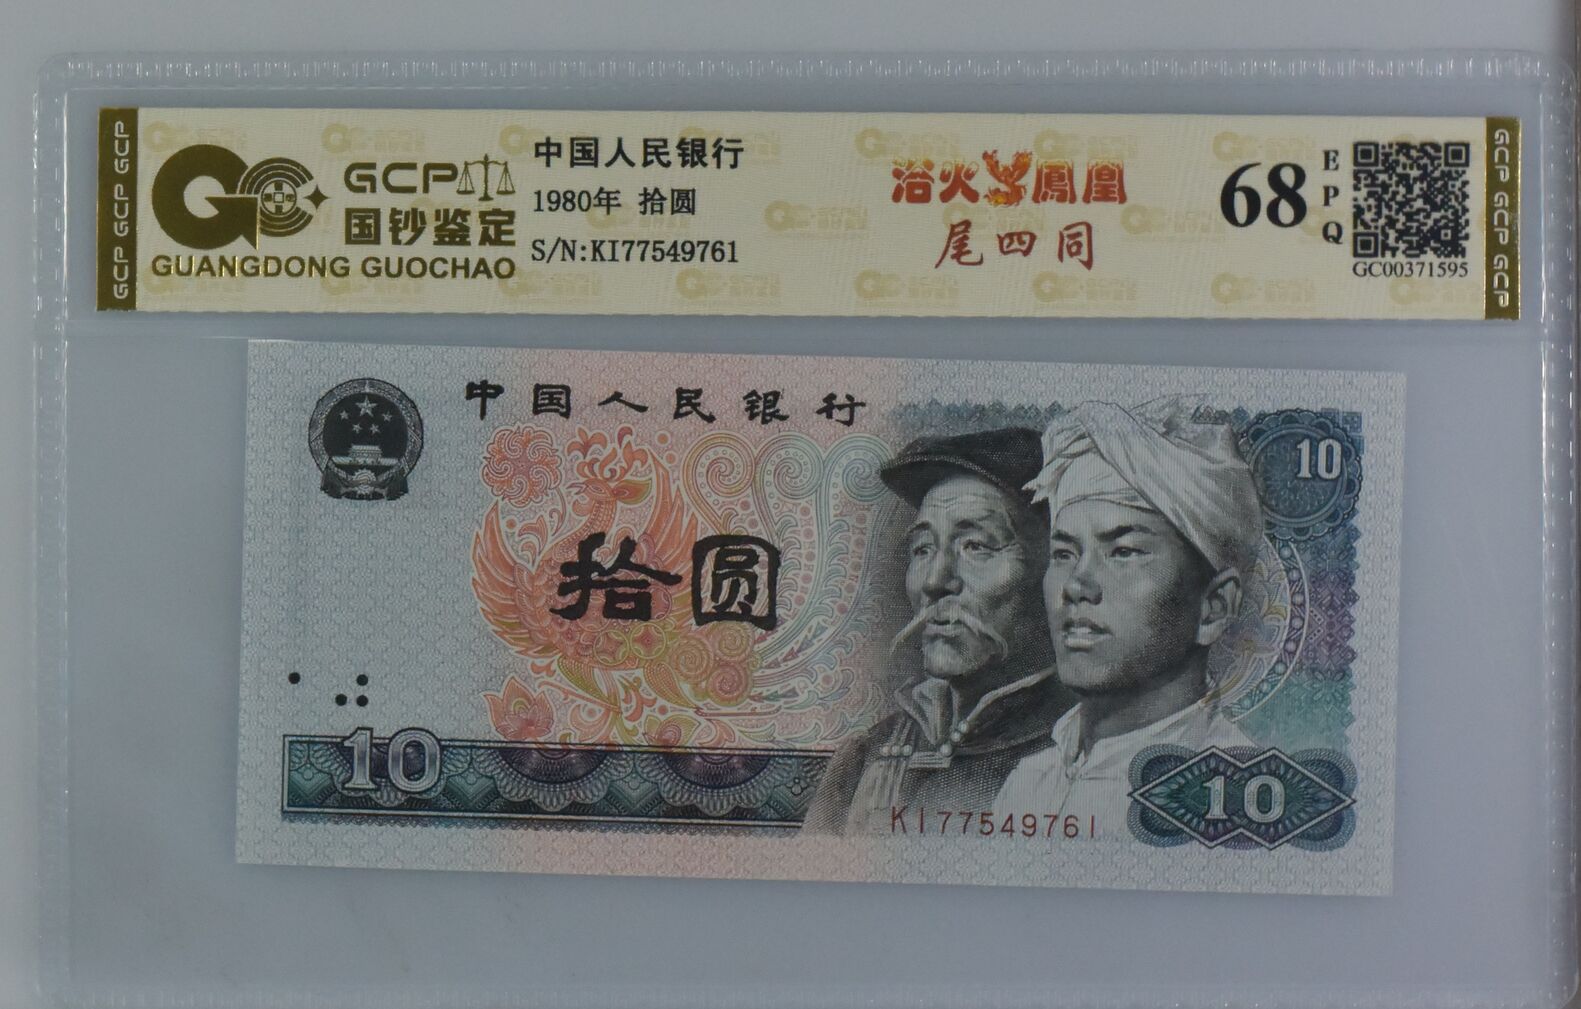 GCP GCP GCP
GCP
国钞鉴定
GUANGDONG GUOCHAO
中国人民银行
1980年 拾圆
S/N:KI77549761
浴火鳳凰
尾四同
68
EPQ
GC00371595
GCP GCP GCP
中国人民银行
10
拾圆
10
KI77549761
10